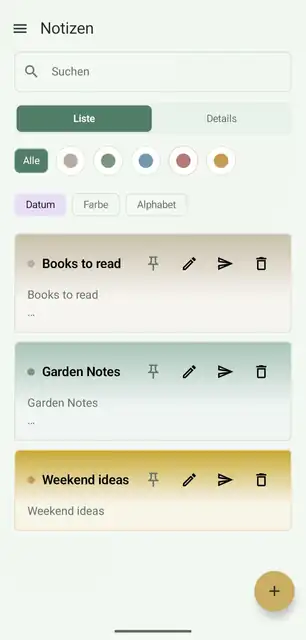 Notizen
Suchen
Liste Details
Alle
Datum Farbe Alphabet
Books to read
Books to read
...
Garden Notes
Garden Notes
...
Weekend ideas
Weekend ideas
+